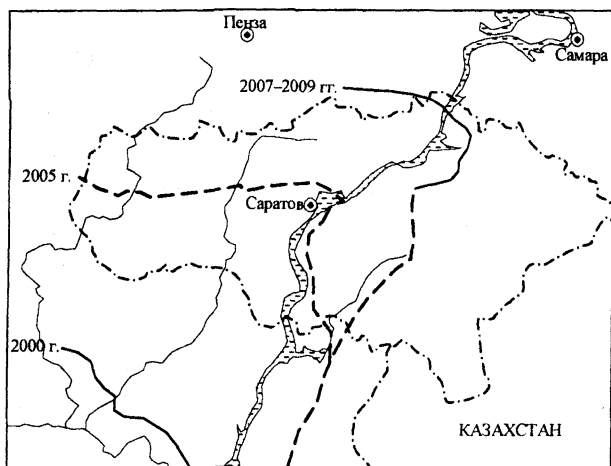 Пенза
Самара
2007–2009 гг.
2005 г.
Саратов
2000 г.
КАЗАХСТАН